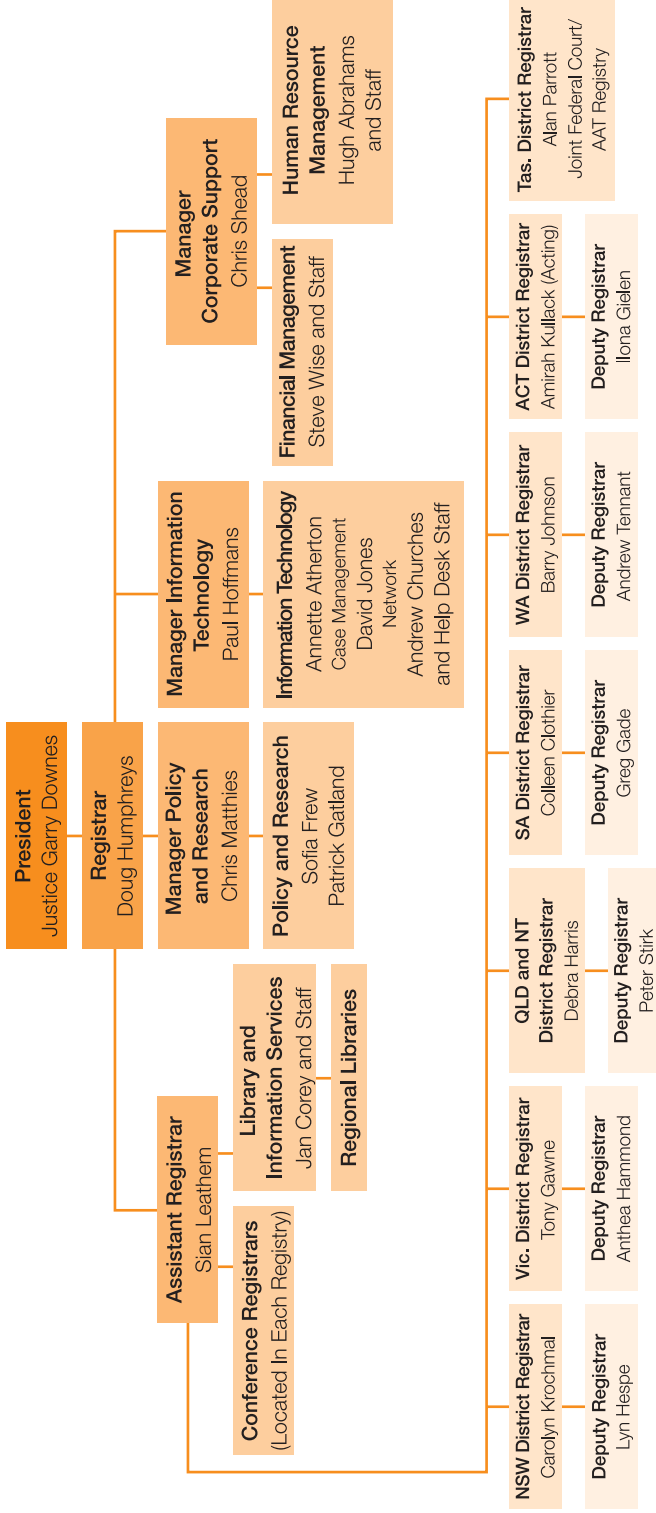 President
Justice Garry Downes
Registrar
Doug Humphreys
Assistant Registrar
Sian Leathem
Manager Policy
and Research
Chris Matthies
Manager Information
Technology
Paul Hoffmans
Manager
Corporate Support
Chris Shead
Conference Registrars
(Located In Each Registry)
Library and
Information Services
Jan Corey and Staff
Regional Libraries
Policy and Research
Sofia Frew
Patrick Gatland
Information Technology
Annette Atherton
Case Management
David Jones
Network
Andrew Churches
and Help Desk Staff
Financial Management
Steve Wise and Staff
Human Resource
Management
Hugh Abrahams
and Staff
NSW District Registrar
Carolyn Krochmal
Deputy Registrar
Lyn Hespe
Vic. District Registrar
Tony Gawne
Deputy Registrar
Anthea Hammond
QLD and NT
District Registrar
Debra Harris
Deputy Registrar
Peter Stirk
SA District Registrar
Colleen Clothier
Deputy Registrar
Greg Gade
WA District Registrar
Barry Johnson
Deputy Registrar
Andrew Tennant
ACT District Registrar
Amirah Kullack (Acting)
Deputy Registrar
Ilona Gielen
Tas. District Registrar
Alan Parrott
Joint Federal Court/
AAT Registry